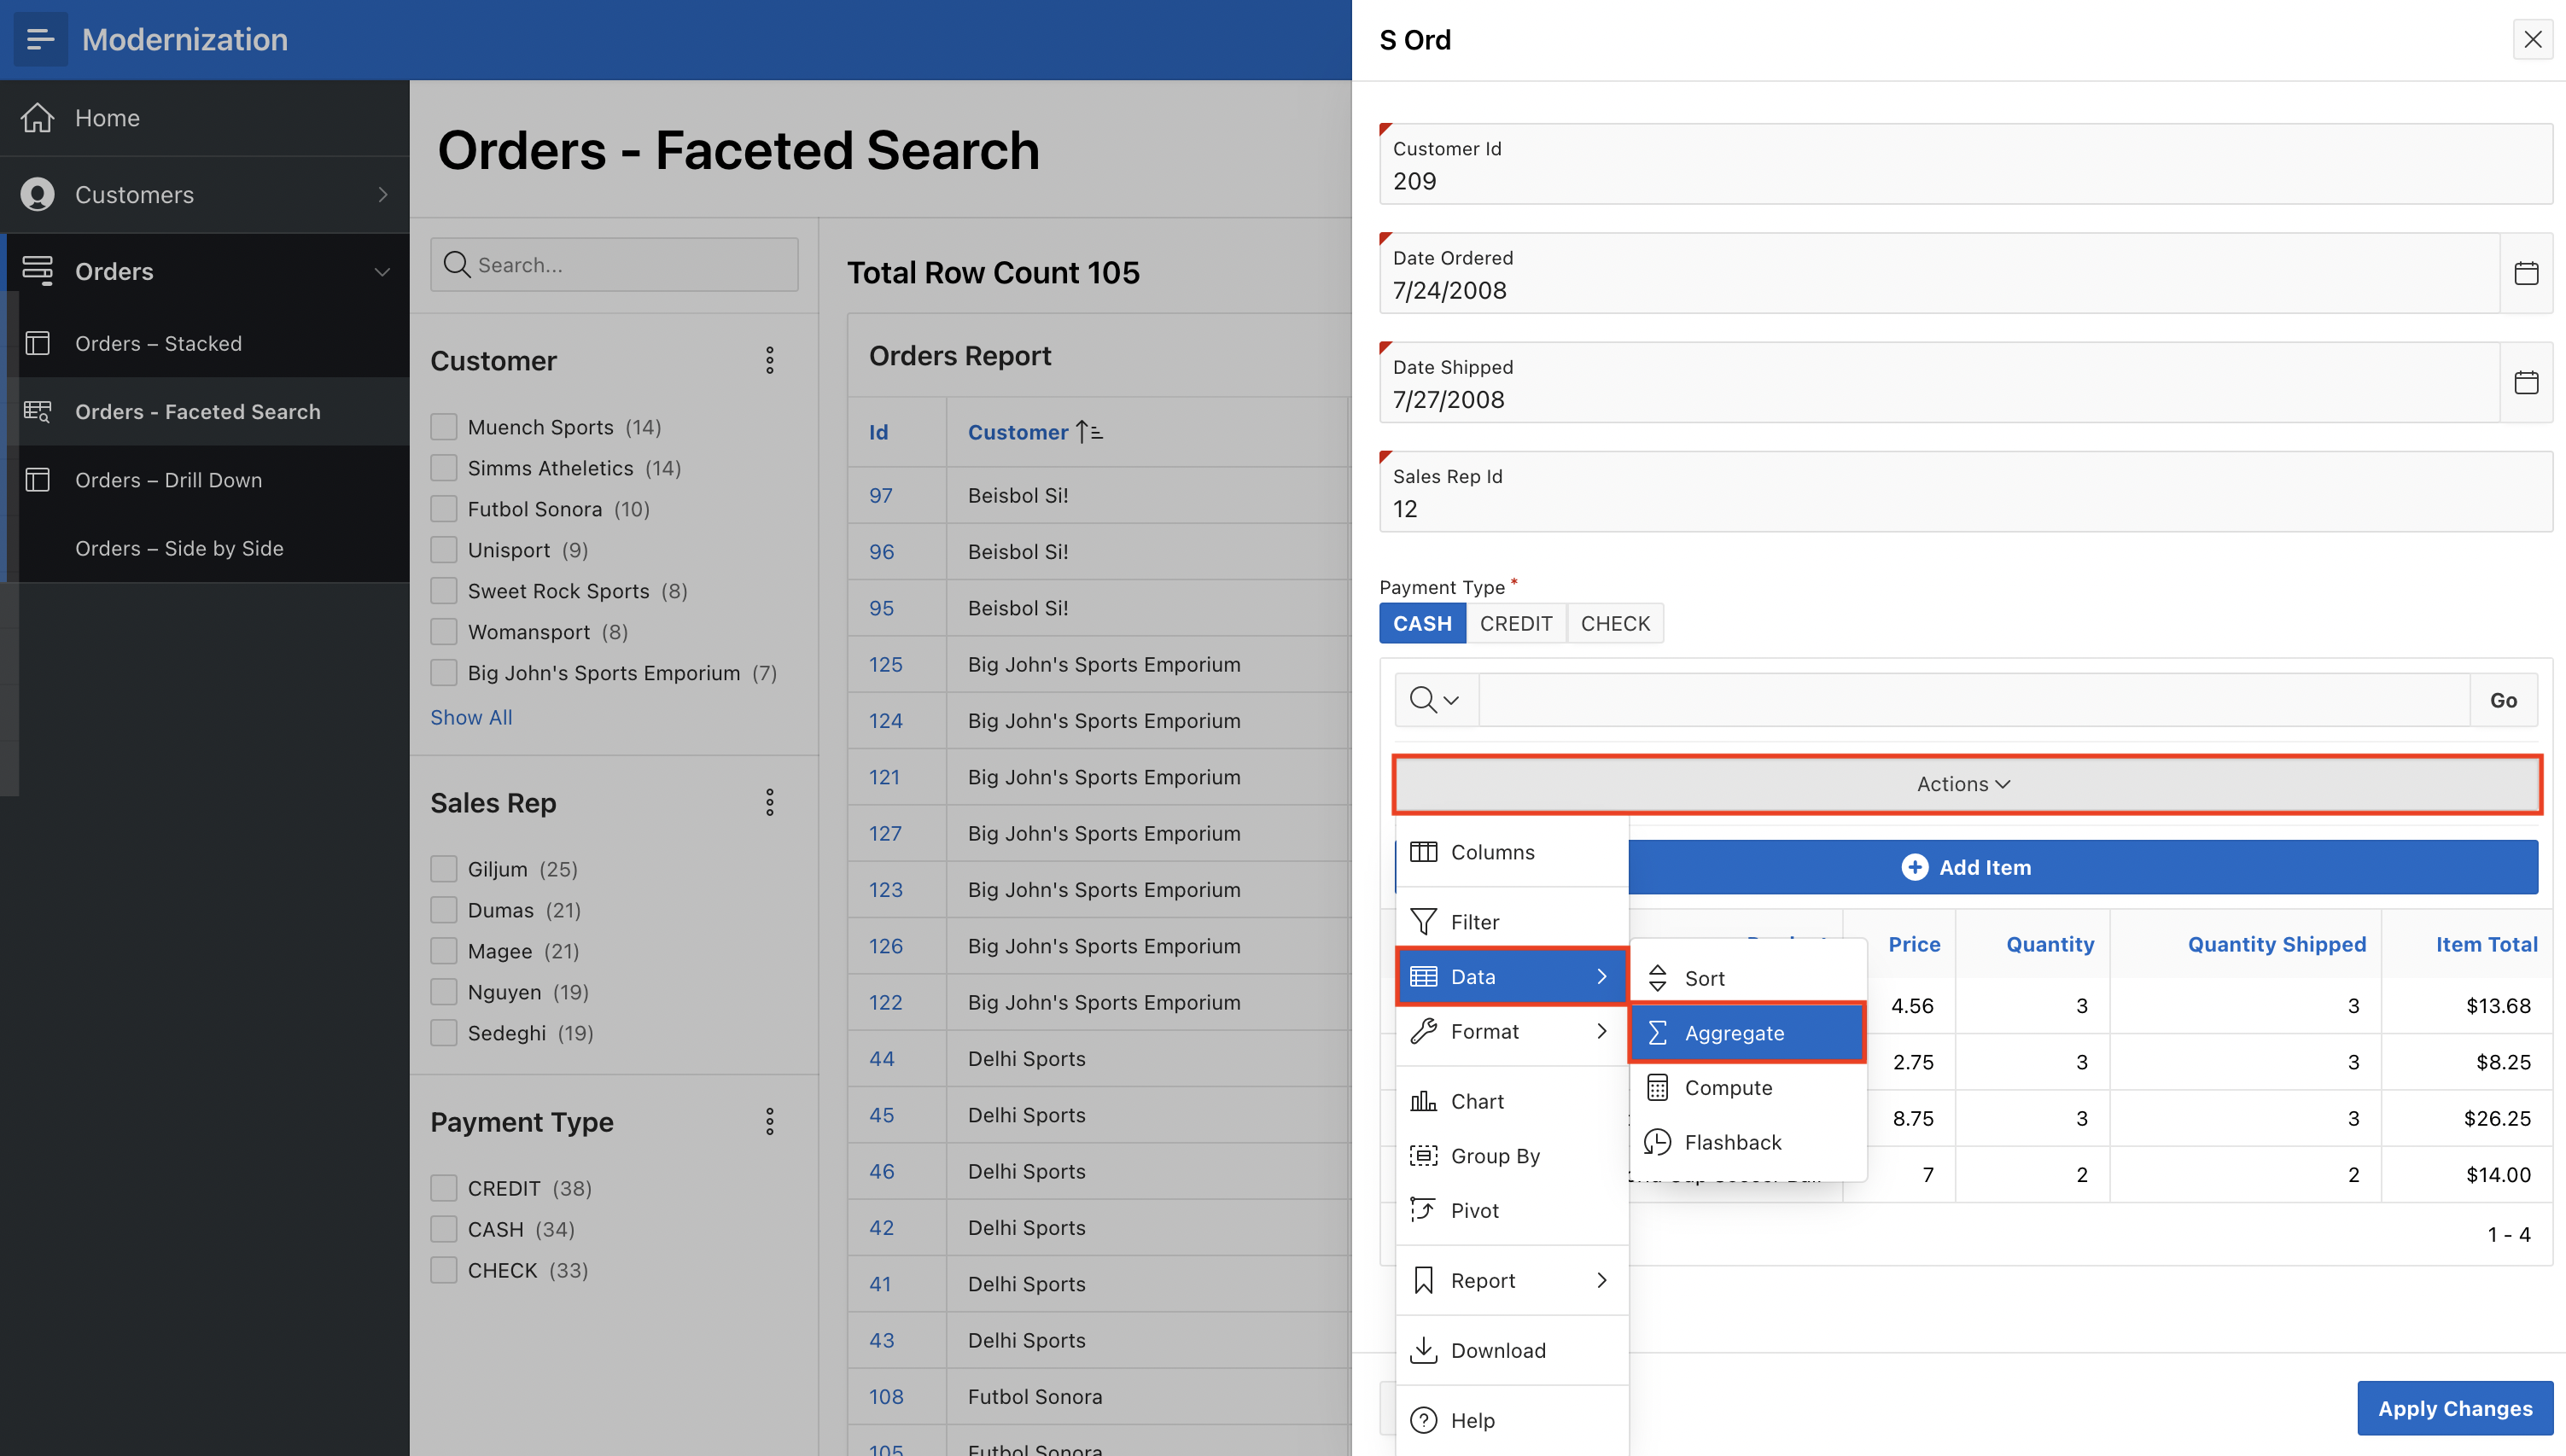 Modernization
Home
Customers
Orders
Orders – Stacked
Orders - Faceted Search
Orders – Drill Down
Orders – Side by Side
Orders - Faceted Search
Search...
Customer
Muench Sports (14)
Simms Atheletics (14)
Futbol Sonora (10)
Unisport (9)
Sweet Rock Sports (8)
Womansport (8)
Big John's Sports Emporium (7)
Show All
Sales Rep
Giljum (25)
Dumas (21)
Magee (21)
Nguyen (19)
Sedeghi (19)
Payment Type
CREDIT (38)
CASH (34)
CHECK (33)
Total Row Count 105
Orders Report
Id Customer
97 Beisbol Si!
96 Beisbol Si!
95 Beisbol Si!
125 Big John's Sports Emporium
124 Big John's Sports Emporium
121 Big John's Sports Emporium
127 Big John's Sports Emporium
123 Big John's Sports Emporium
126 Big John's Sports Emporium
122 Big John's Sports Emporium
44 Delhi Sports
45 Delhi Sports
46 Delhi Sports
42 Delhi Sports
41 Delhi Sports
43 Delhi Sports
108 Futbol Sonora
105 Futbol Sonora
S Ord
Customer Id
209
Date Ordered
7/24/2008
Date Shipped
7/27/2008
Sales Rep Id
12
Payment Type *
CASH CREDIT CHECK
Go
Actions
Add Item
Columns
Filter
Data
Format
Chart
Group By
Pivot
Report
Download
Help
Sort
Aggregate
Compute
Flashback
Price Quantity Quantity Shipped Item Total
4.56 3 3 $13.68
2.75 3 3 $8.25
8.75 3 3 $26.25
7 2 2 $14.00
1 - 4
Apply Changes